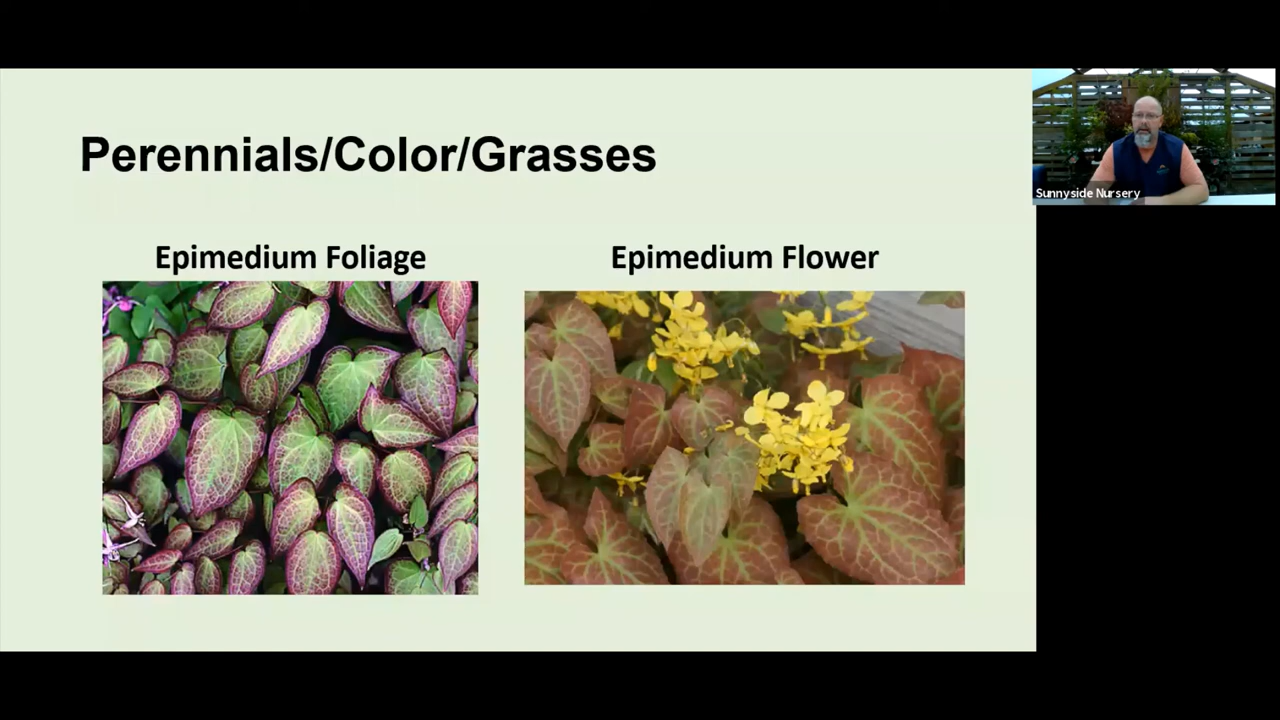 Perennials/Color/Grasses
Epimedium Foliage
Epimedium Flower
Sunnyside Nursery